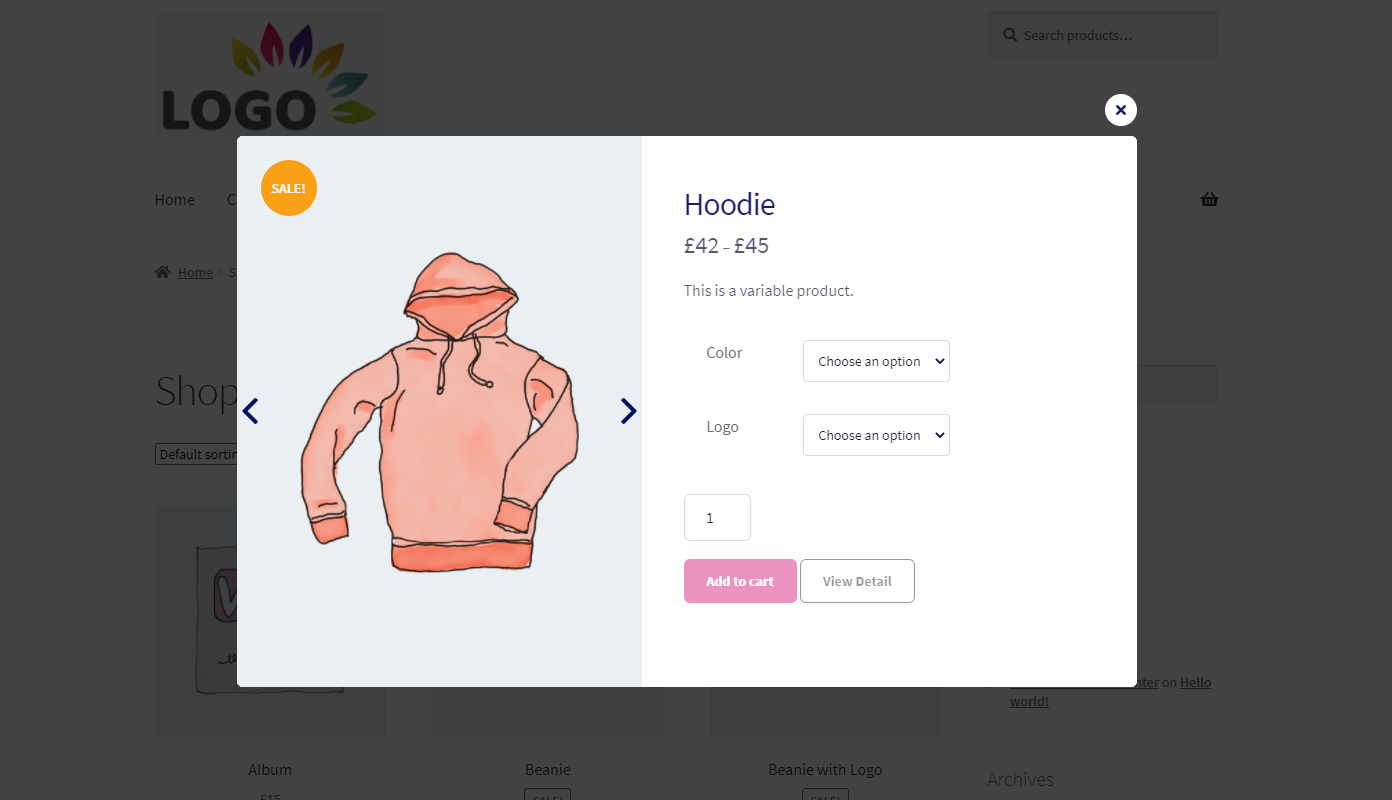 LOGO
Search products…
Home
SALE!
Hoodie
£42 – £45
Home
This is a variable product.
Color
Choose an option
Shop
Logo
Choose an option
Default sortin
1
Add to cart
View Detail
on Hello
world!
Album
Beanie
Beanie with Logo
Archives
£15
SALE!
SALE!